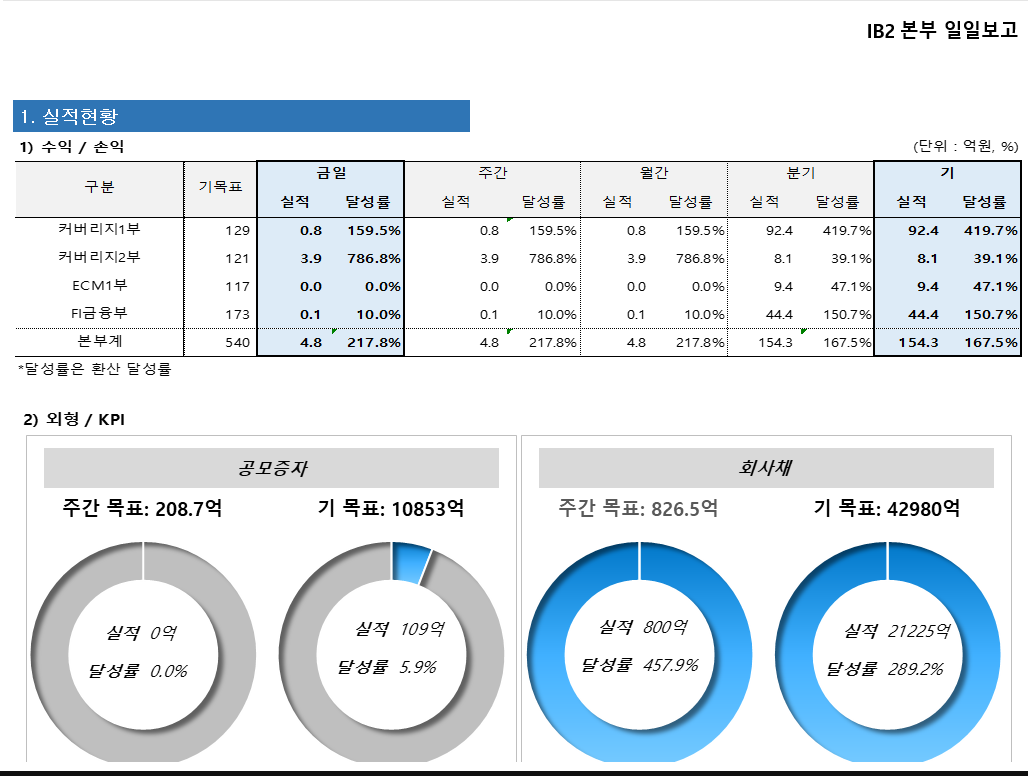 IB2 본부 일일보고
1. 실적현황
1) 수익 / 손익 (단위 : 억원, %)
구분 기목표 금일 주간 월간 분기 기
실적 달성률 실적 달성률 실적 달성률 실적 달성률 실적 달성률
커버리지1부 129 0.8 159.5% 0.8 159.5% 0.8 159.5% 92.4 419.7% 92.4 419.7%
커버리지2부 121 3.9 786.8% 3.9 786.8% 3.9 786.8% 8.1 39.1% 8.1 39.1%
ECM1부 117 0.0 0.0% 0.0 0.0% 0.0 0.0% 9.4 47.1% 9.4 47.1%
FI금융부 173 0.1 10.0% 0.1 10.0% 0.1 10.0% 44.4 150.7% 44.4 150.7%
본부계 540 4.8 217.8% 4.8 217.8% 4.8 217.8% 154.3 167.5% 154.3 167.5%
*달성률은 환산 달성률
2) 외형 / KPI
공모증자
주간 목표: 208.7억 기 목표: 10853억
실적 0억
달성률 0.0%
실적 109억
달성률 5.9%
회사채
주간 목표: 826.5억 기 목표: 42980억
실적 800억
달성률 457.9%
실적 21225억
달성률 289.2%